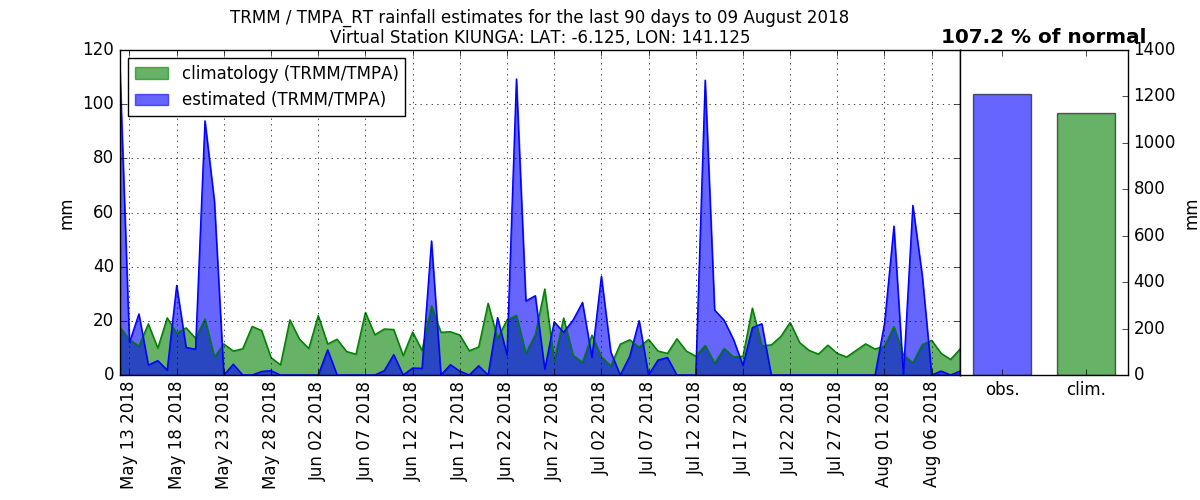 TRMM / TMPA_RT rainfall estimates for the last 90 days to 09 August 2018
Virtual Station KIUNGA: LAT: -6.125, LON: 141.125
107.2 % of normal
climatology (TRMM/TMPA)
estimated (TRMM/TMPA)
120
100
80
60
40
20
0
mm
May 13 2018
May 18 2018
May 23 2018
May 28 2018
Jun 02 2018
Jun 07 2018
Jun 12 2018
Jun 17 2018
Jun 22 2018
Jun 27 2018
Jul 02 2018
Jul 07 2018
Jul 12 2018
Jul 17 2018
Jul 22 2018
Jul 27 2018
Aug 01 2018
Aug 06 2018
obs.
clim.
1400
1200
1000
800
600
400
200
0
mm